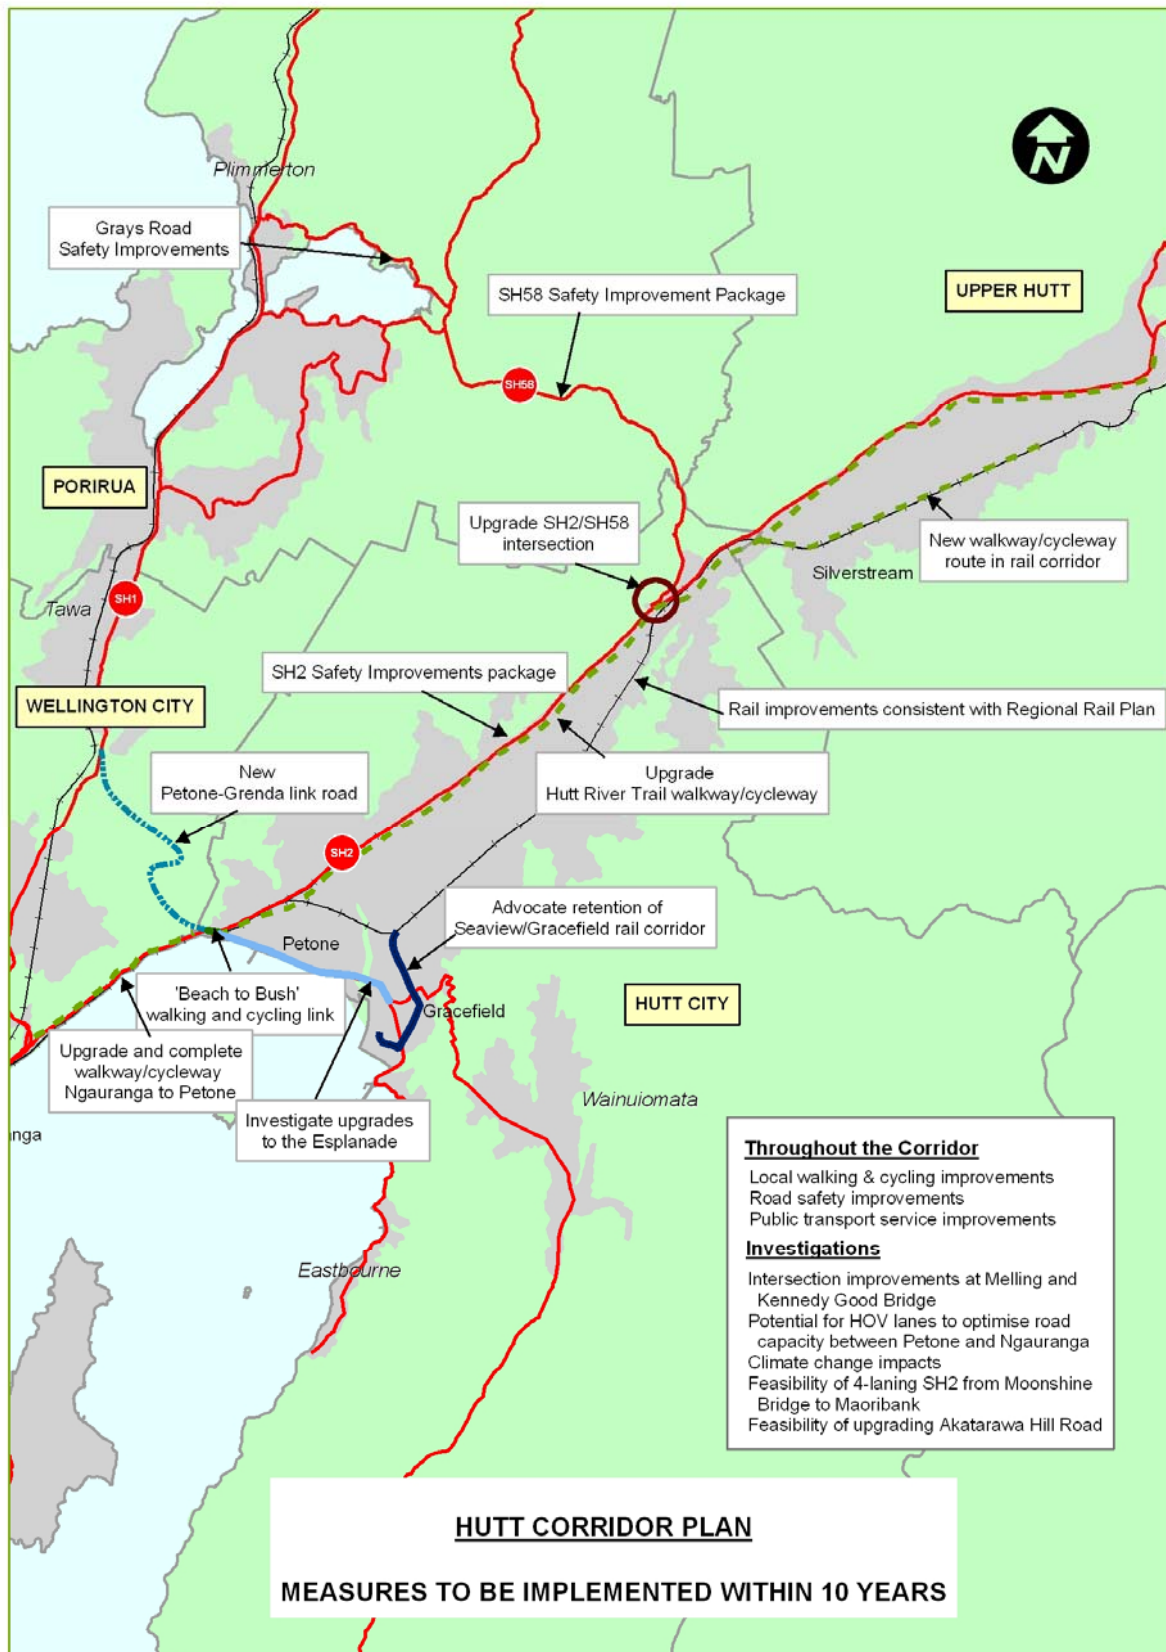 Plimmerton
Grays Road
Safety Improvements
N
UPPER HUTT
SH58 Safety Improvement Package
SH58
PORIRUA
Upgrade SH2/SH58
intersection
New walkway/cycleway
route in rail corridor
Silverstream
SH1
Tawa
SH2 Safety Improvements package
WELLINGTON CITY
Rail improvements consistent with Regional Rail Plan
New
Petone-Grenda link road
Upgrade
Hutt River Trail walkway/cycleway
SH2
Advocate retention of
Seaview/Gracefield rail corridor
Petone
'Beach to Bush'
walking and cycling link
Gracefield
HUTT CITY
Upgrade and complete
walkway/cycleway
Ngauranga to Petone
Investigate upgrades
to the Esplanade
Wainuiomata
nga
Eastbourne
Throughout the Corridor
Local walking & cycling improvements
Road safety improvements
Public transport service improvements
Investigations
Intersection improvements at Melling and
Kennedy Good Bridge
Potential for HOV lanes to optimise road
capacity between Petone and Ngauranga
Climate change impacts
Feasibility of 4-laning SH2 from Moonshine
Bridge to Maoribank
Feasibility of upgrading Akatarawa Hill Road
HUTT CORRIDOR PLAN
MEASURES TO BE IMPLEMENTED WITHIN 10 YEARS